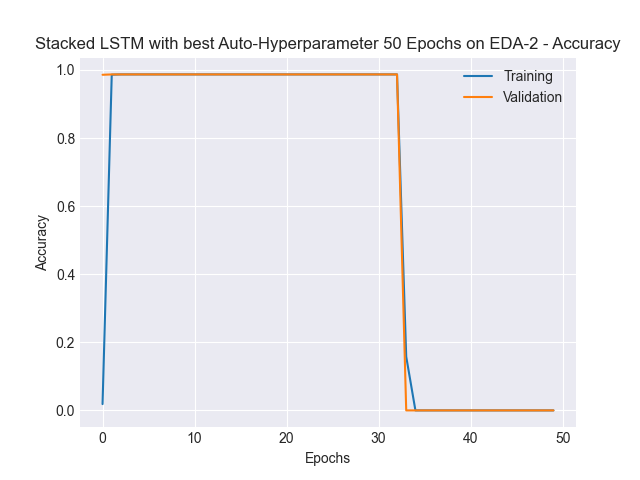 Stacked LSTM with best Auto-Hyperparameter 50 Epochs on EDA-2 - Accuracy
1.0
Training
Validation
0.8
0.6
Accuracy
0.4
0.2
0.0
0 10 20 30 40 50
Epochs